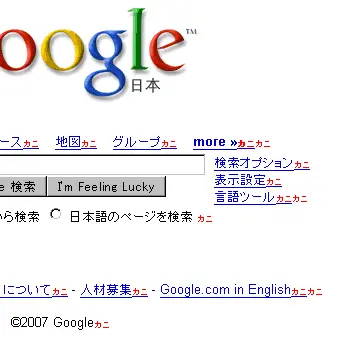 oogle™
日本
ースカニ 地図カニ グループカニ more »カニカニ
検索オプションカニ
表示設定カニ
e 検索 I'm Feeling Lucky
言語ツールカニカニ
ら検索 日本語のページを検索 カニ
についてカニ - 人材募集カニ - Google.com in Englishカニカニ
©2007 Googleカニ